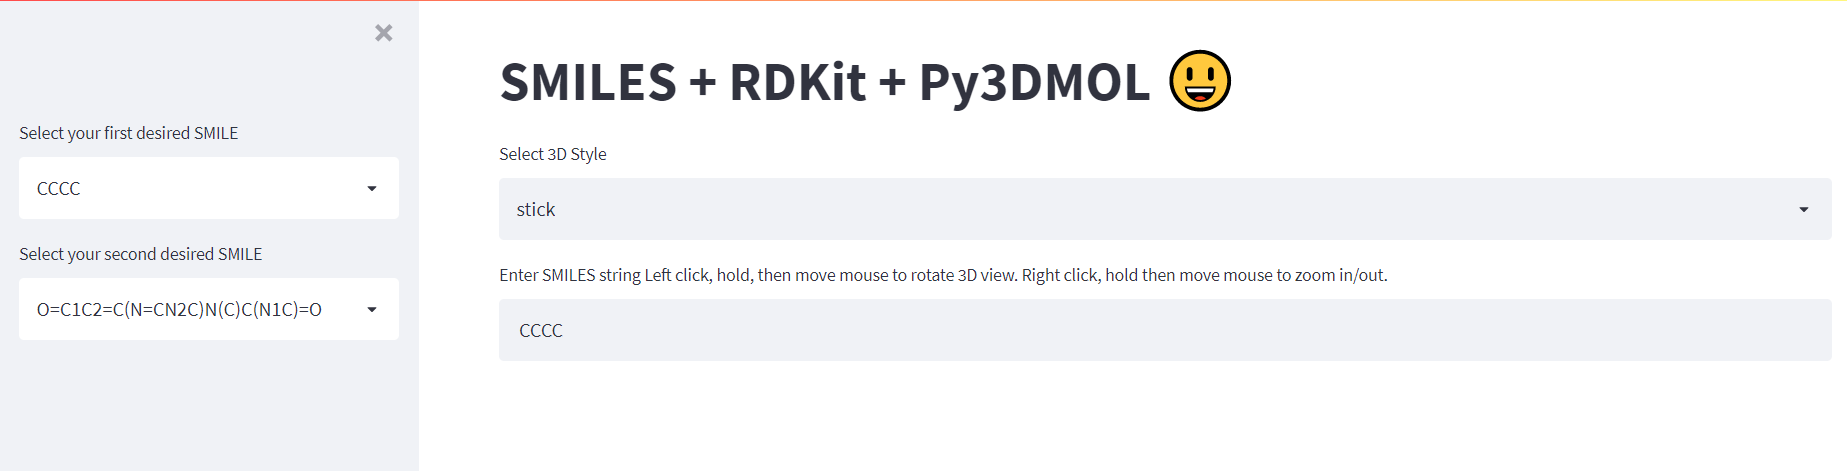 SMILES + RDKit + Py3DMOL 😃
Select your first desired SMILE
CCCC
Select your second desired SMILE
O=C1C2=C(N=CN2C)N(C)C(N1C)=O
Select 3D Style
stick
Enter SMILES string Left click, hold, then move mouse to rotate 3D view. Right click, hold then move mouse to zoom in/out.
CCCC